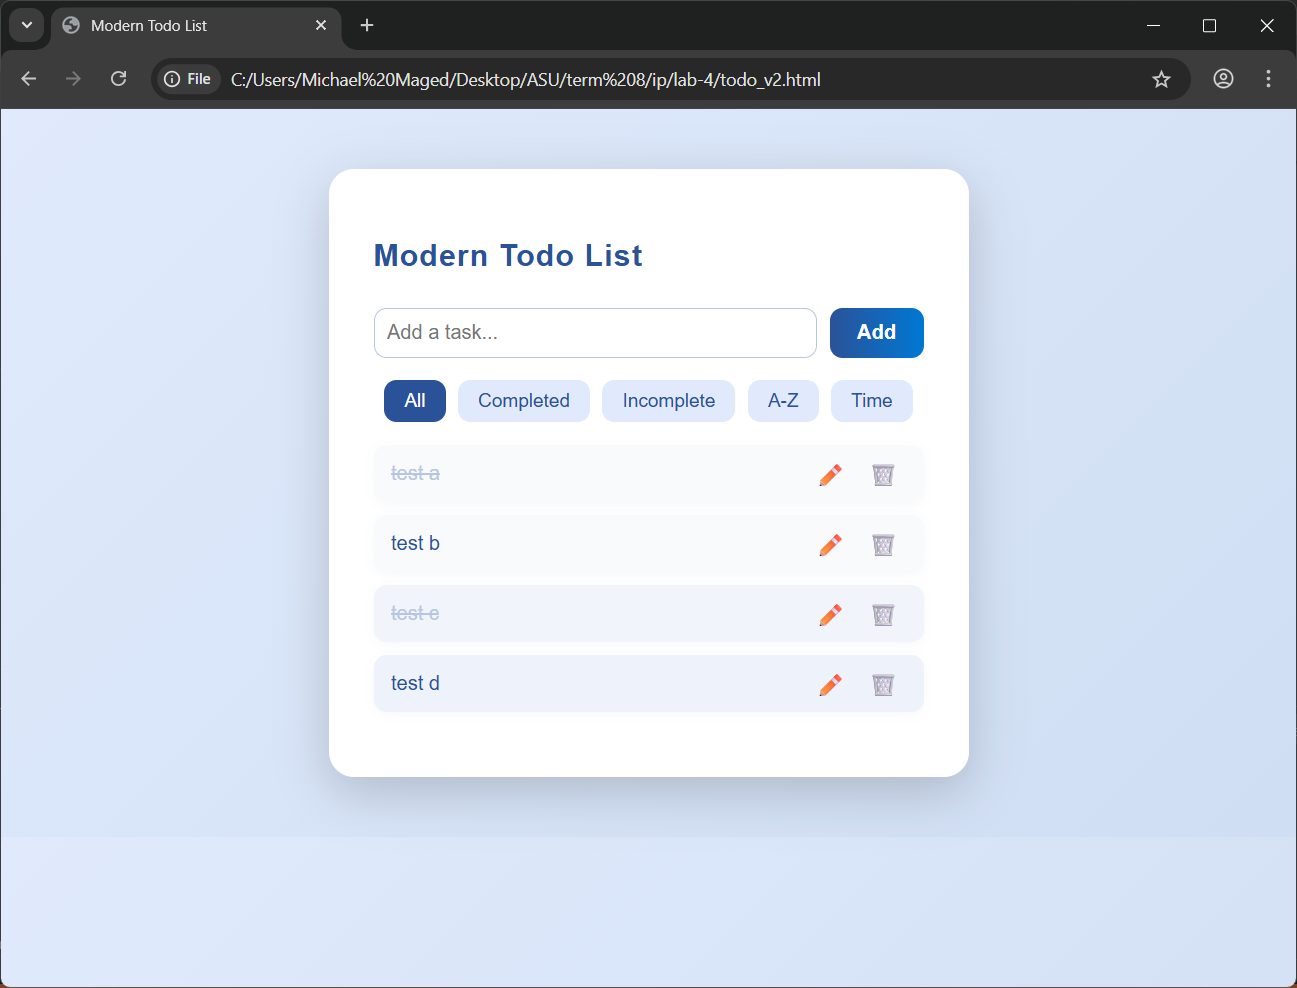 Modern Todo List
File C:/Users/Michael%20Maged/Desktop/ASU/term%208/ip/lab-4/todo_v2.html
Modern Todo List
Add a task... Add
All Completed Incomplete A-Z Time
test a
test b
test c
test d